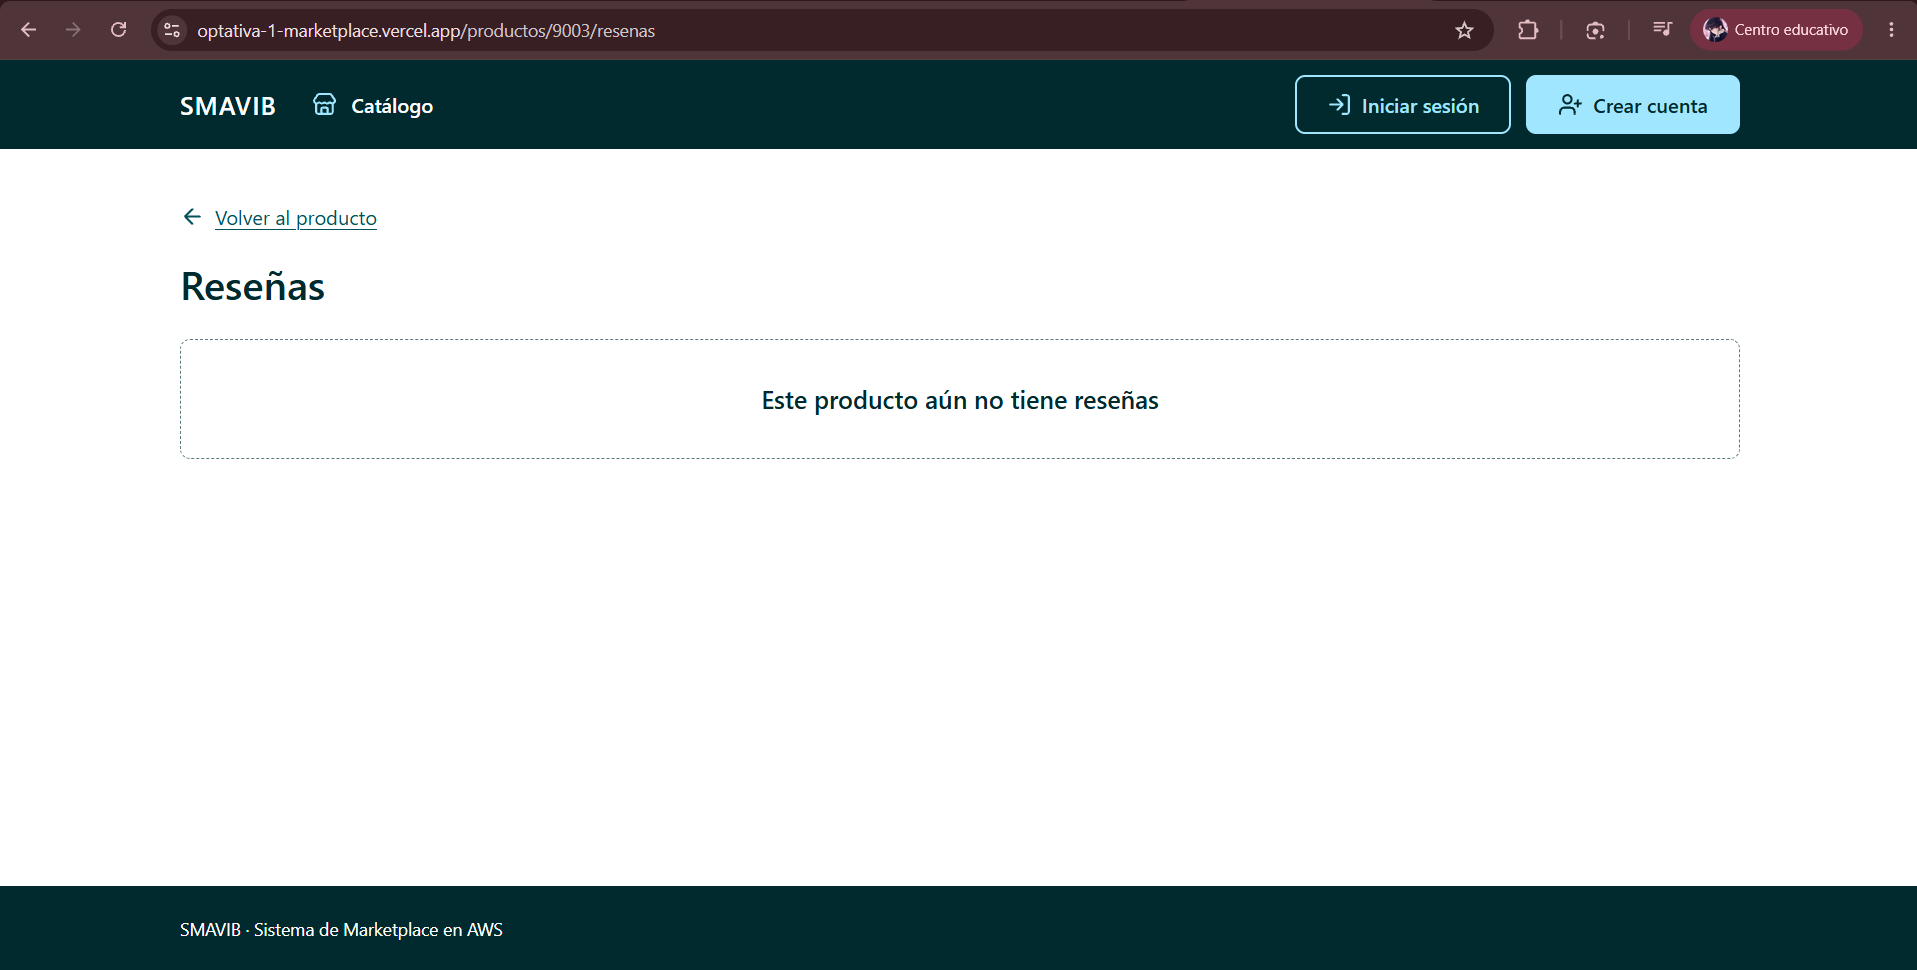 optativa-1-marketplace.vercel.app/productos/9003/resenas
Centro educativo
SMAVIB
Catálogo
Iniciar sesión
Crear cuenta
Volver al producto
Reseñas
Este producto aún no tiene reseñas
SMAVIB · Sistema de Marketplace en AWS